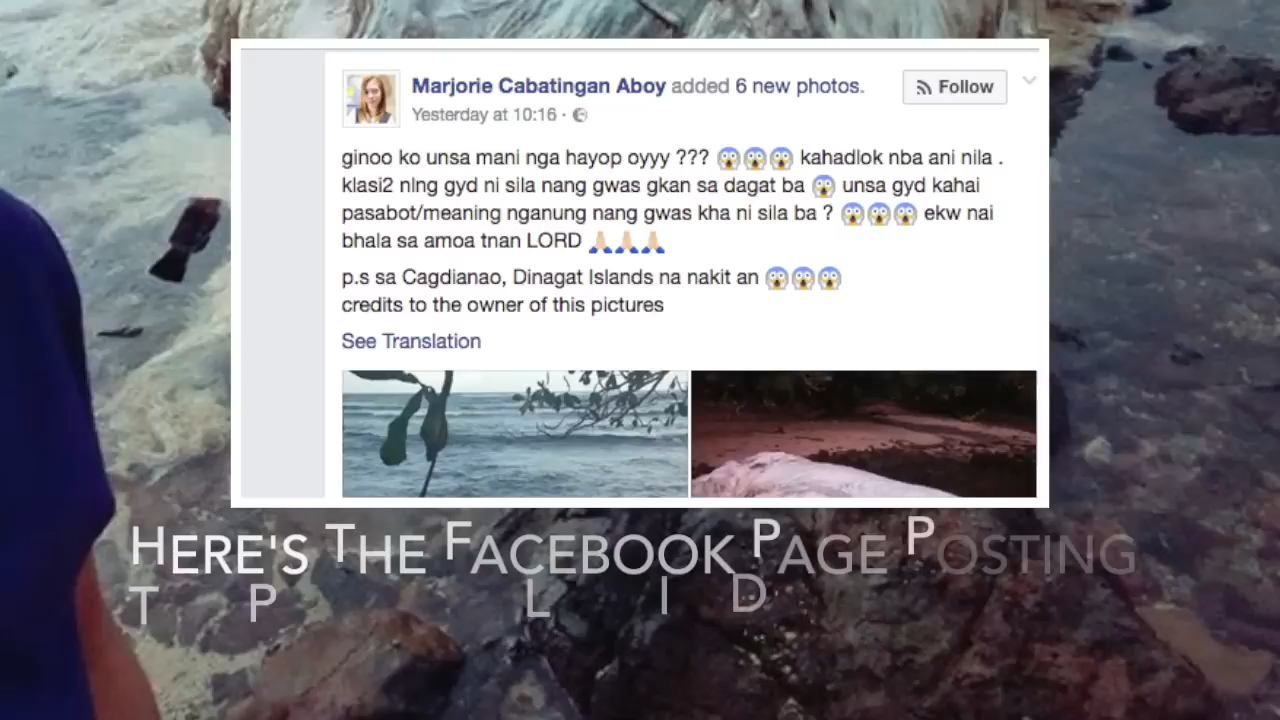 Marjorie Cabatingan Aboy added 6 new photos.
Follow
Yesterday at 10:16 ·
ginoo ko unsa mani nga hayop oyyy ??? 😱😱😱 kahadlok nba ani nila .
klasi2 nlng gyd ni sila nang gwas gkan sa dagat ba 😱 unsa gyd kahai
pasabot/meaning nganung nang gwas kha ni sila ba ? 😱😱😱 ekw nai
bhala sa amoa tnan LORD 🙏🏻🙏🏻🙏🏻
p.s sa Cagdianao, Dinagat Islands na nakit an 😱😱😱
credits to the owner of this pictures
See Translation
HERE'S THE FACEBOOK PAGE POSTING
T P L I D